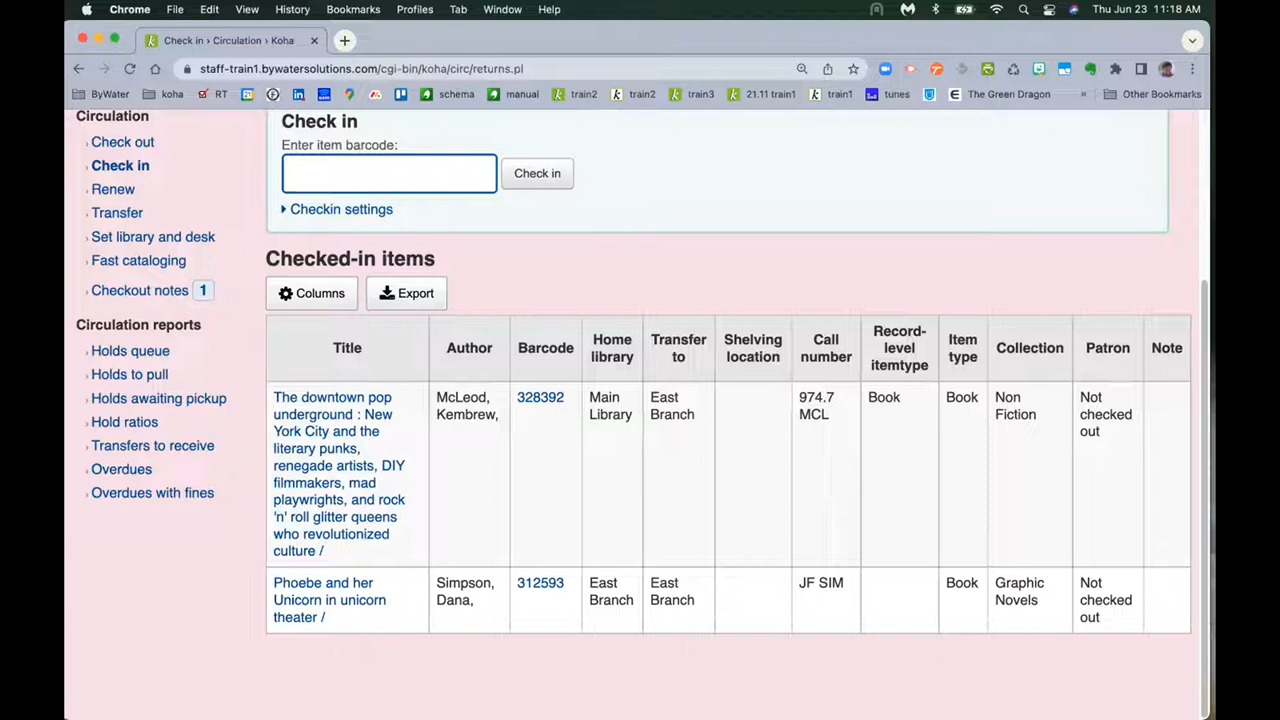 Chrome File Edit View History Bookmarks Profiles Tab Window Help Thu Jun 23 11:18 AM
Check in › Circulation › Koha
staff-train1.bywatersolutions.com/cgi-bin/koha/circ/returns.pl
ByWater koha RT schema manual train2 train2 train3 21.11 train1 train1 tunes The Green Dragon » Other Bookmarks
Circulation
Check out
Check in
Renew
Transfer
Set library and desk
Fast cataloging
Checkout notes 1
Circulation reports
Holds queue
Holds to pull
Holds awaiting pickup
Hold ratios
Transfers to receive
Overdues
Overdues with fines
Check in
Enter item barcode:
Check in
Checkin settings
Checked-in items
Columns Export
Title
Author
Barcode
Home
library
Transfer
to
Shelving
location
Call
number
Record-
level
itemtype
Item
type
Collection
Patron
Note
The downtown pop
underground : New
York City and the
literary punks,
renegade artists, DIY
filmmakers, mad
playwrights, and rock
'n' roll glitter queens
who revolutionized
culture /
McLeod,
Kembrew,
328392
Main
Library
East
Branch
974.7
MCL
Book
Book
Non
Fiction
Not
checked
out
Phoebe and her
Unicorn in unicorn
theater /
Simpson,
Dana,
312593
East
Branch
East
Branch
JF SIM
Book
Graphic
Novels
Not
checked
out